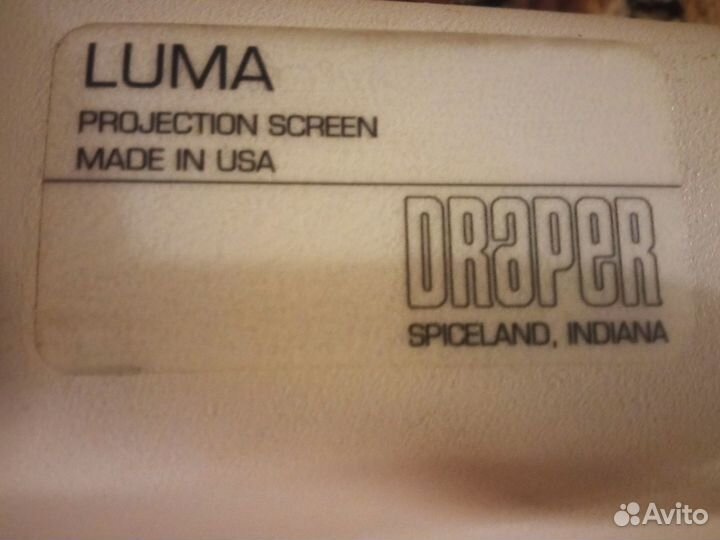 LUMA
PROJECTION SCREEN
MADE IN USA
DRAPER
SPICELAND, INDIANA
Avito